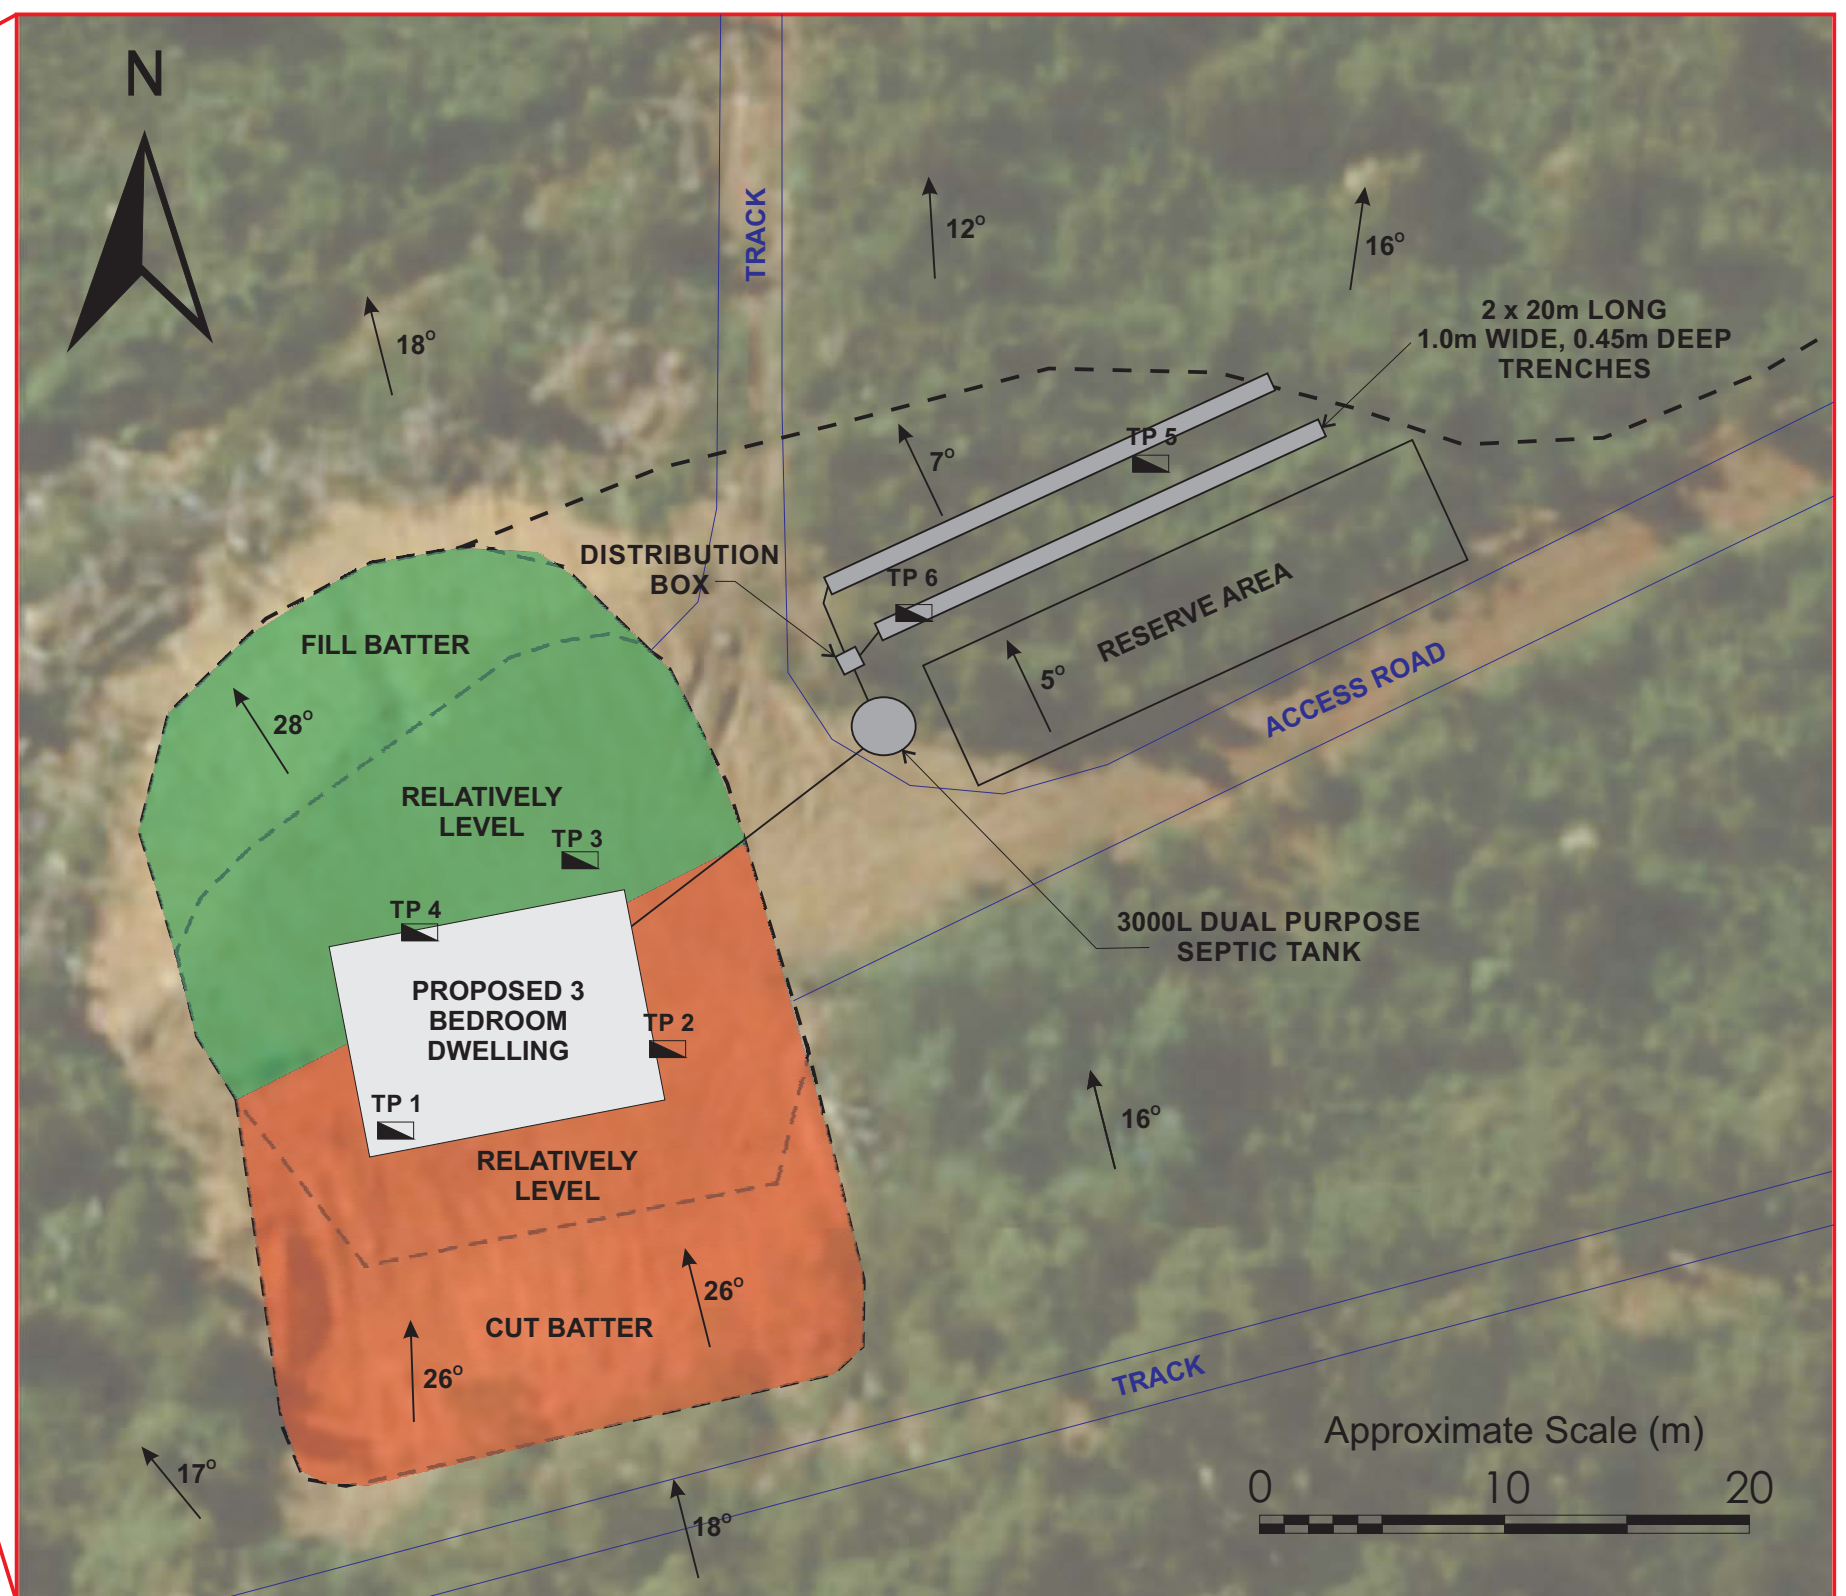 N
TRACK
12°
16°
18°
2 x 20m LONG
1.0m WIDE, 0.45m DEEP
TRENCHES
TP 5
7°
DISTRIBUTION
BOX
TP 6
FILL BATTER
RESERVE AREA
5°
ACCESS ROAD
28°
RELATIVELY
LEVEL
TP 3
TP 4
3000L DUAL PURPOSE
SEPTIC TANK
PROPOSED 3
BEDROOM
DWELLING
TP 2
TP 1
16°
RELATIVELY
LEVEL
26°
CUT BATTER
26°
TRACK
17°
18°
Approximate Scale (m)
0 10 20